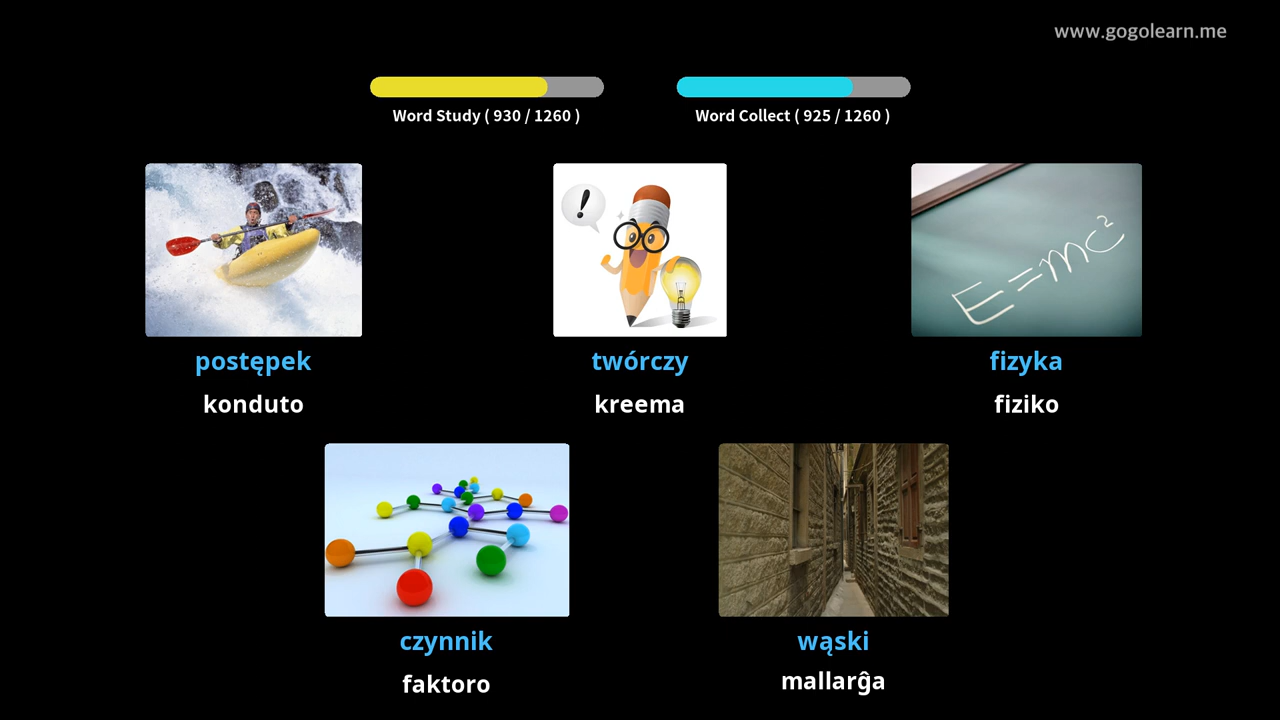 www.gogolearn.me
Word Study ( 930 / 1260 )
Word Collect ( 925 / 1260 )
!
E=mc²
postępek
konduto
twórczy
kreema
fizyka
fiziko
czynnik
faktoro
wąski
mallarĝa